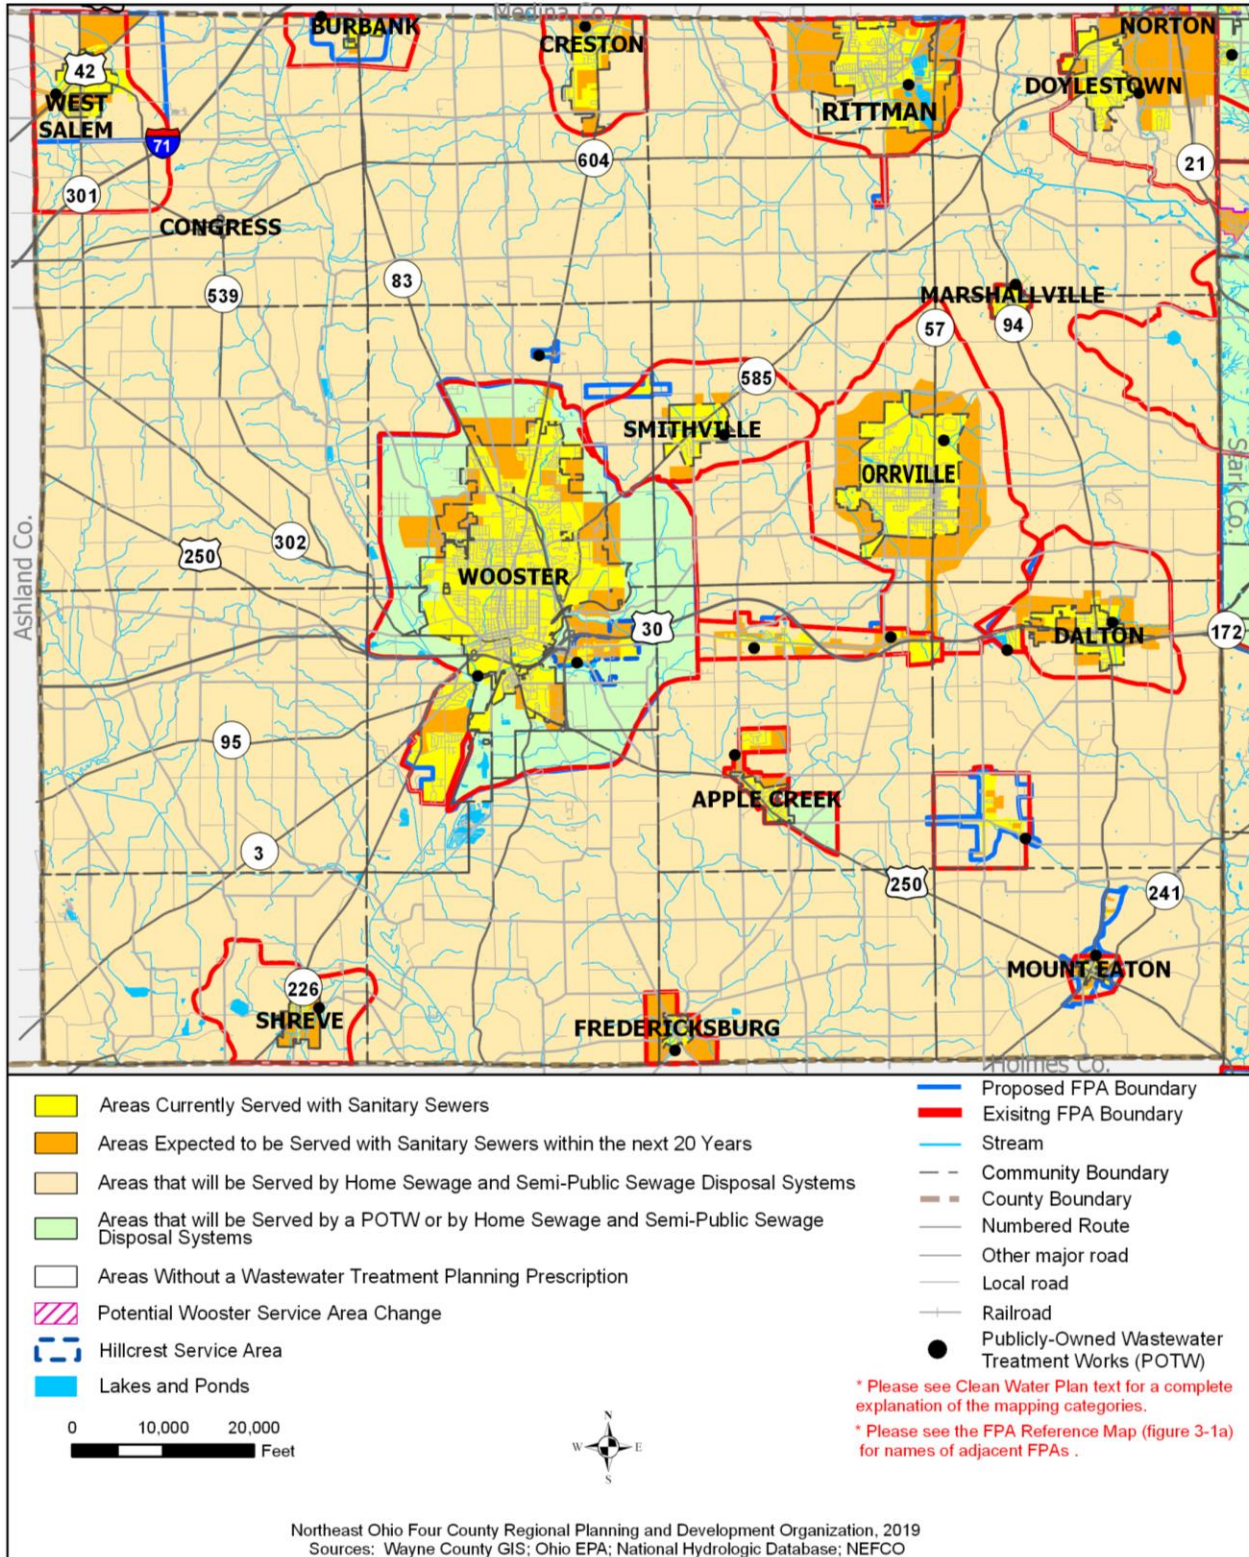 Medina Co.
BURBANK
CRESTON
NORTON
42
WEST
SALEM
RITTMAN
DOYLESTOWN
71
604
21
301
CONGRESS
539
83
MARSHALLVILLE
57
94
585
SMITHVILLE
ORRVILLE
Stark Co.
Ashland Co.
250
302
WOOSTER
30
DALTON
172
95
APPLE CREEK
3
250
241
MOUNT EATON
226
SHREVE
FREDERICKSBURG
Holmes Co.
Areas Currently Served with Sanitary Sewers
Areas Expected to be Served with Sanitary Sewers within the next 20 Years
Areas that will be Served by Home Sewage and Semi-Public Sewage Disposal Systems
Areas that will be Served by a POTW or by Home Sewage and Semi-Public Sewage
Disposal Systems
Areas Without a Wastewater Treatment Planning Prescription
Potential Wooster Service Area Change
Hillcrest Service Area
Lakes and Ponds
0 10,000 20,000
Feet
Proposed FPA Boundary
Exisitng FPA Boundary
Stream
Community Boundary
County Boundary
Numbered Route
Other major road
Local road
Railroad
Publicly-Owned Wastewater
Treatment Works (POTW)
* Please see Clean Water Plan text for a complete
explanation of the mapping categories.
* Please see the FPA Reference Map (figure 3-1a)
for names of adjacent FPAs .
N
W E
S
Northeast Ohio Four County Regional Planning and Development Organization, 2019
Sources: Wayne County GIS; Ohio EPA; National Hydrologic Database; NEFCO